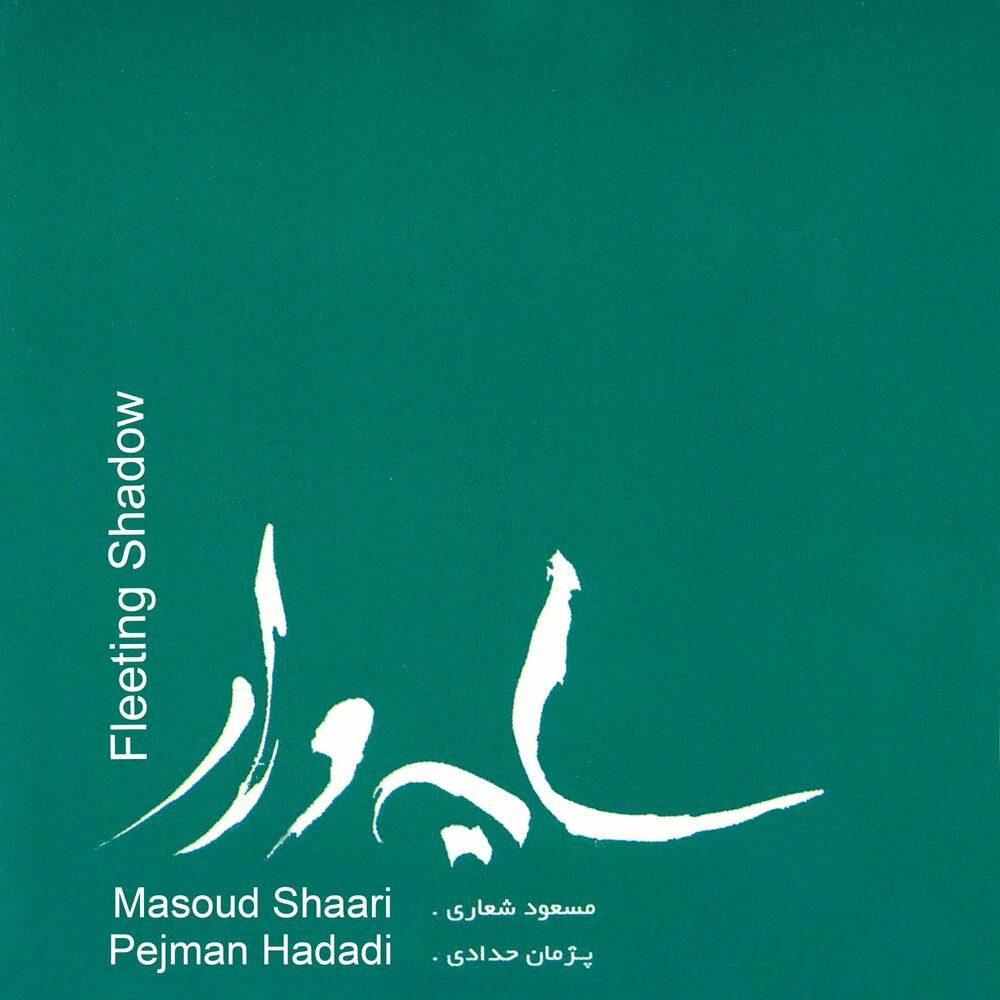 Fleeting Shadow
سایه وار
Masoud Shaari
مسعود شعاری .
Pejman Hadadi
پژمان حدادی .